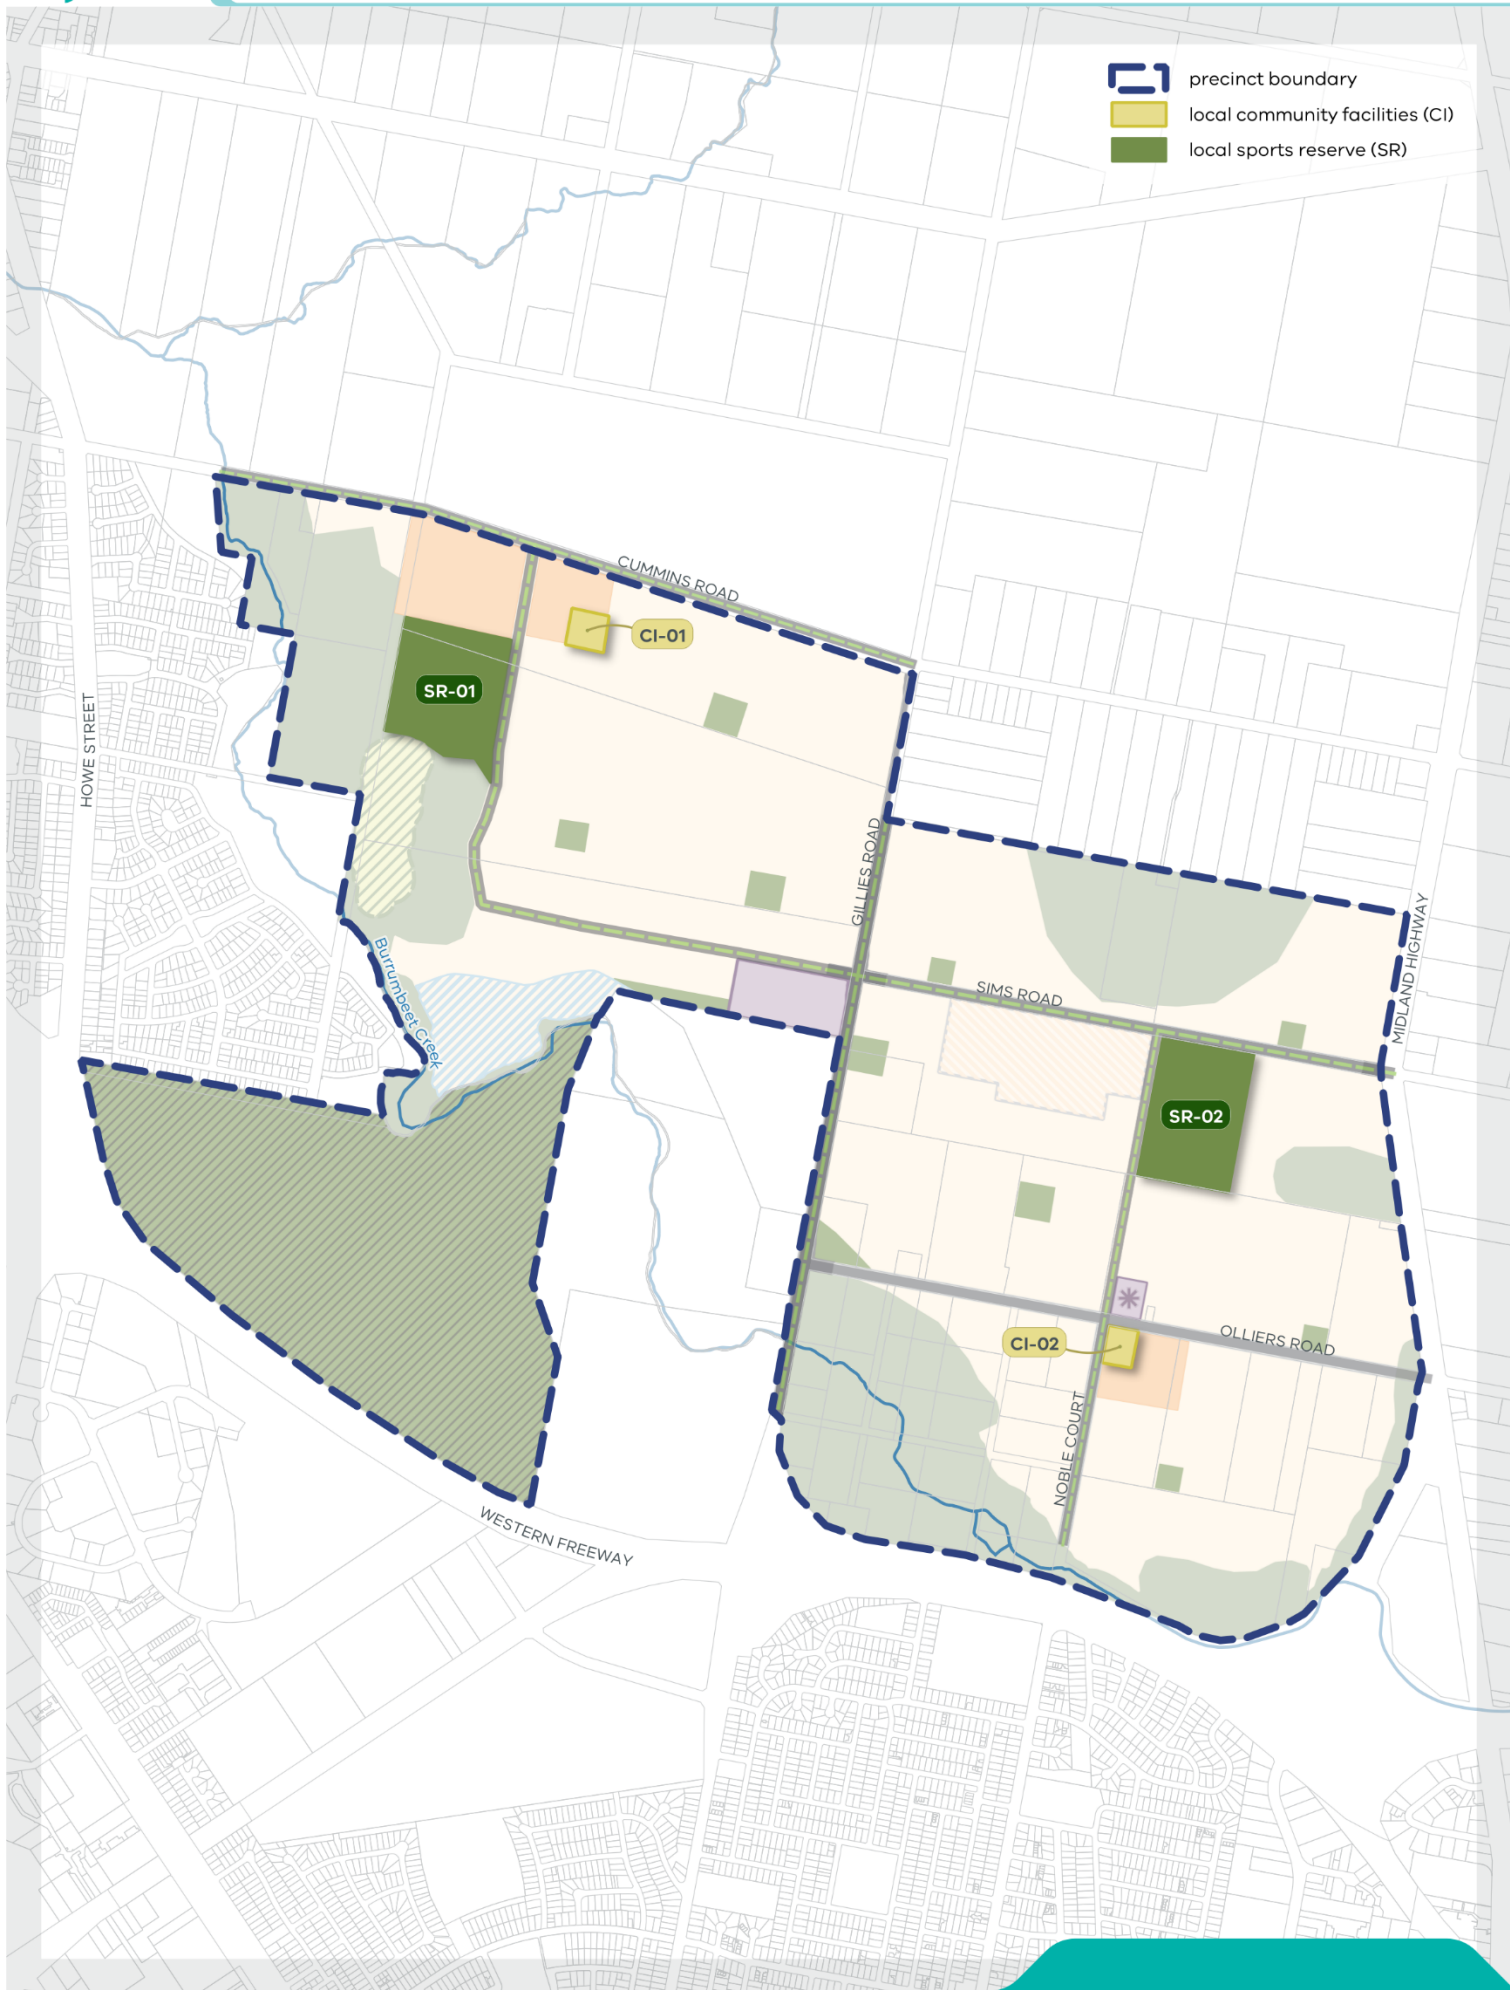 precinct boundary
local community facilities (CI)
local sports reserve (SR)
CUMMINS ROAD
CI-01
SR-01
HOWE STREET
GILLIES ROAD
MIDLAND HIGHWAY
Burrumbeet Creek
SIMS ROAD
SR-02
OLLIERS ROAD
CI-02
NOBLE COURT
WESTERN FREEWAY